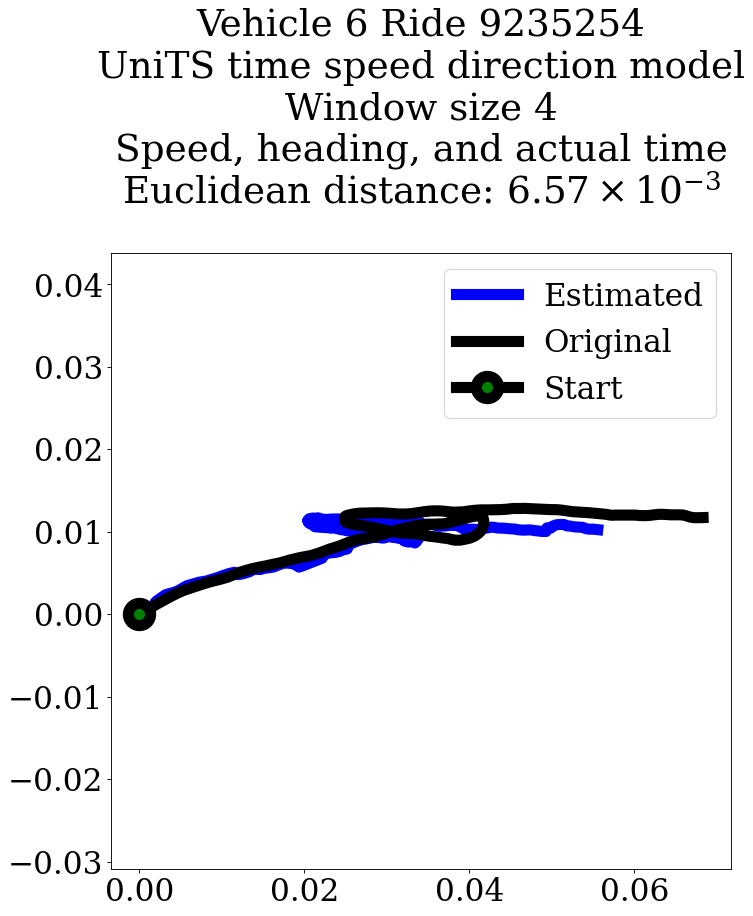 Vehicle 6 Ride 9235254
UniTS time speed direction model
Window size 4
Speed, heading, and actual time
Euclidean distance: 6.57 × 10⁻³
Estimated
Original
Start
0.04
0.03
0.02
0.01
0.00
−0.01
−0.02
−0.03
0.00 0.02 0.04 0.06